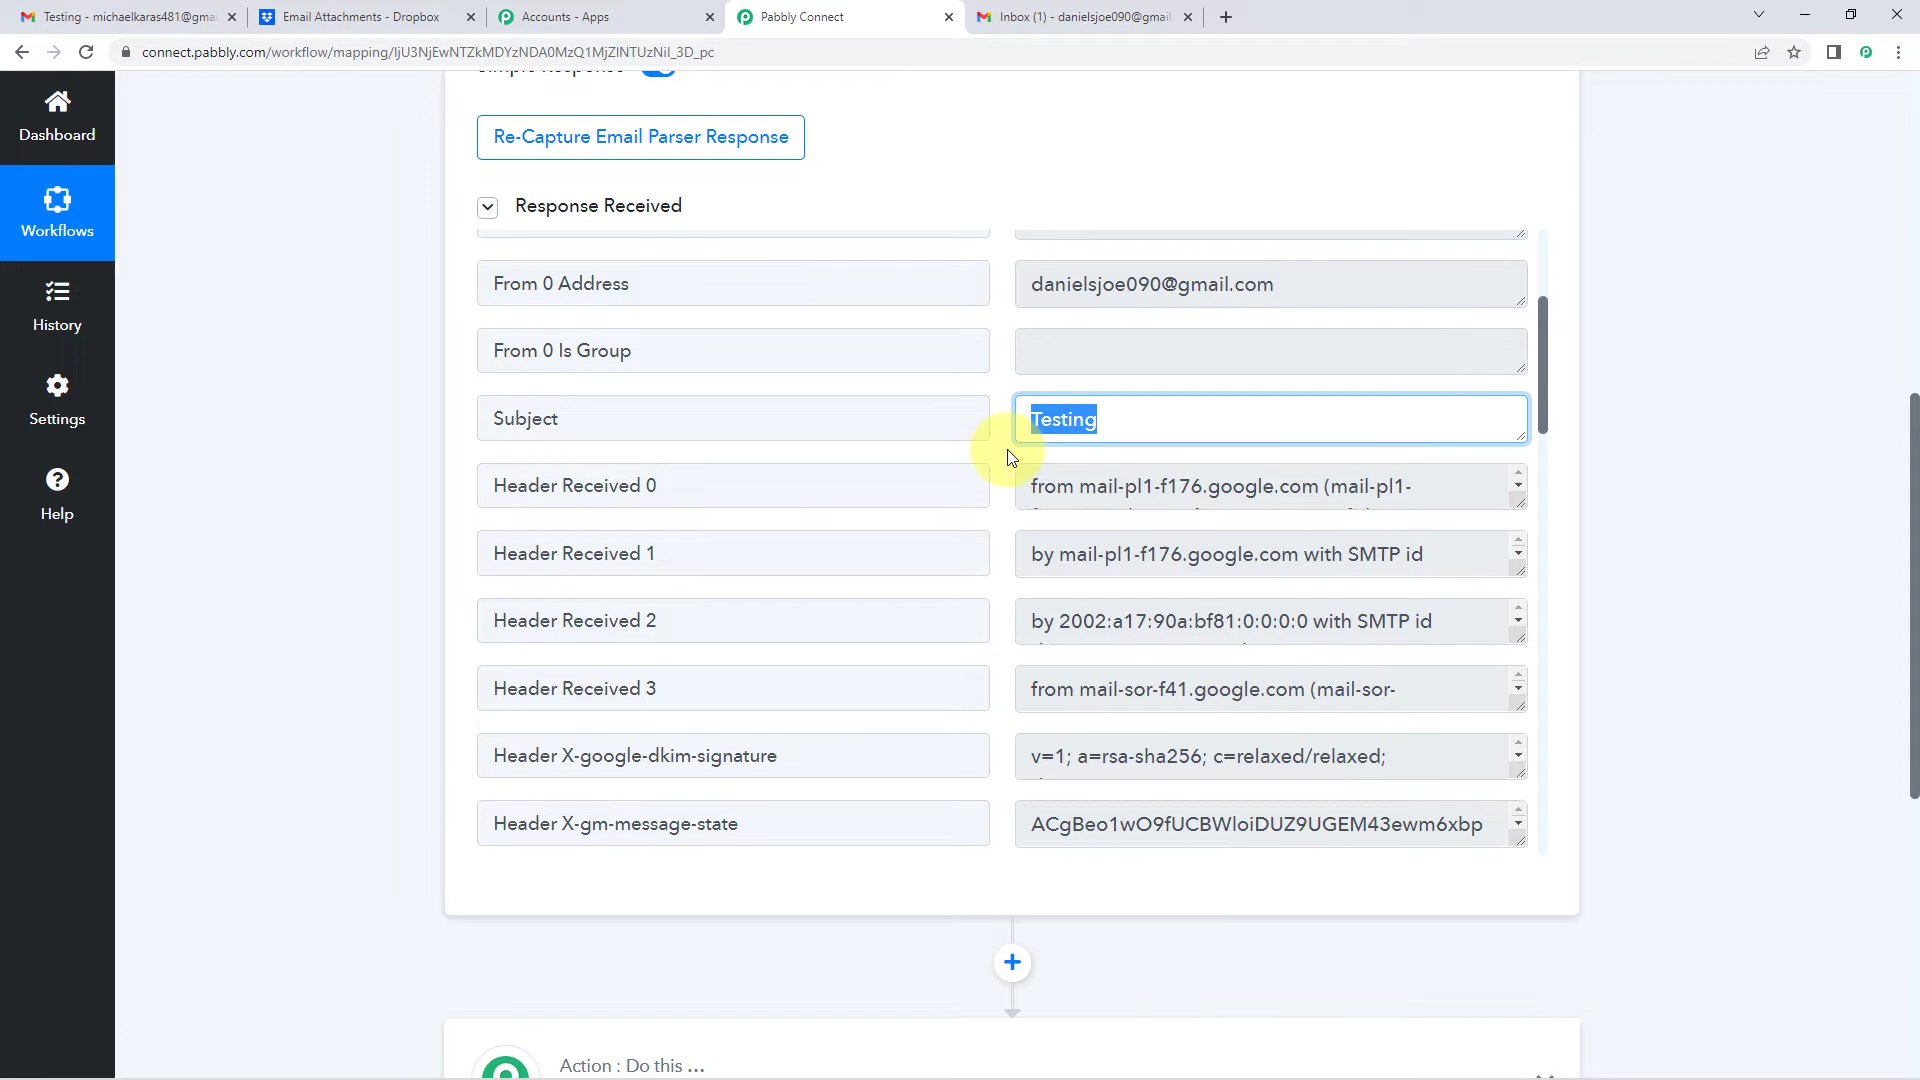 Testing - michaelkaras481@gma
Email Attachments - Dropbox
Accounts - Apps
Pabbly Connect
Inbox (1) - danielsjoe090@gmail
connect.pabbly.com/workflow/mapping/IjU3NjEwNTZkMDYzNDA0MzQ1MjZlNTUzNiI_3D_pc
Dashboard
Workflows
History
Settings
Help
Simple Response
Re-Capture Email Parser Response
Response Received
From 0 Address
danielsjoe090@gmail.com
From 0 Is Group
Subject
Testing
Header Received 0
from mail-pl1-f176.google.com (mail-pl1-
Header Received 1
by mail-pl1-f176.google.com with SMTP id
Header Received 2
by 2002:a17:90a:bf81:0:0:0:0 with SMTP id
Header Received 3
from mail-sor-f41.google.com (mail-sor-
Header X-google-dkim-signature
v=1; a=rsa-sha256; c=relaxed/relaxed;
Header X-gm-message-state
ACgBeo1wO9fUCBWloiDUZ9UGEM43ewm6xbp
Action : Do this ...